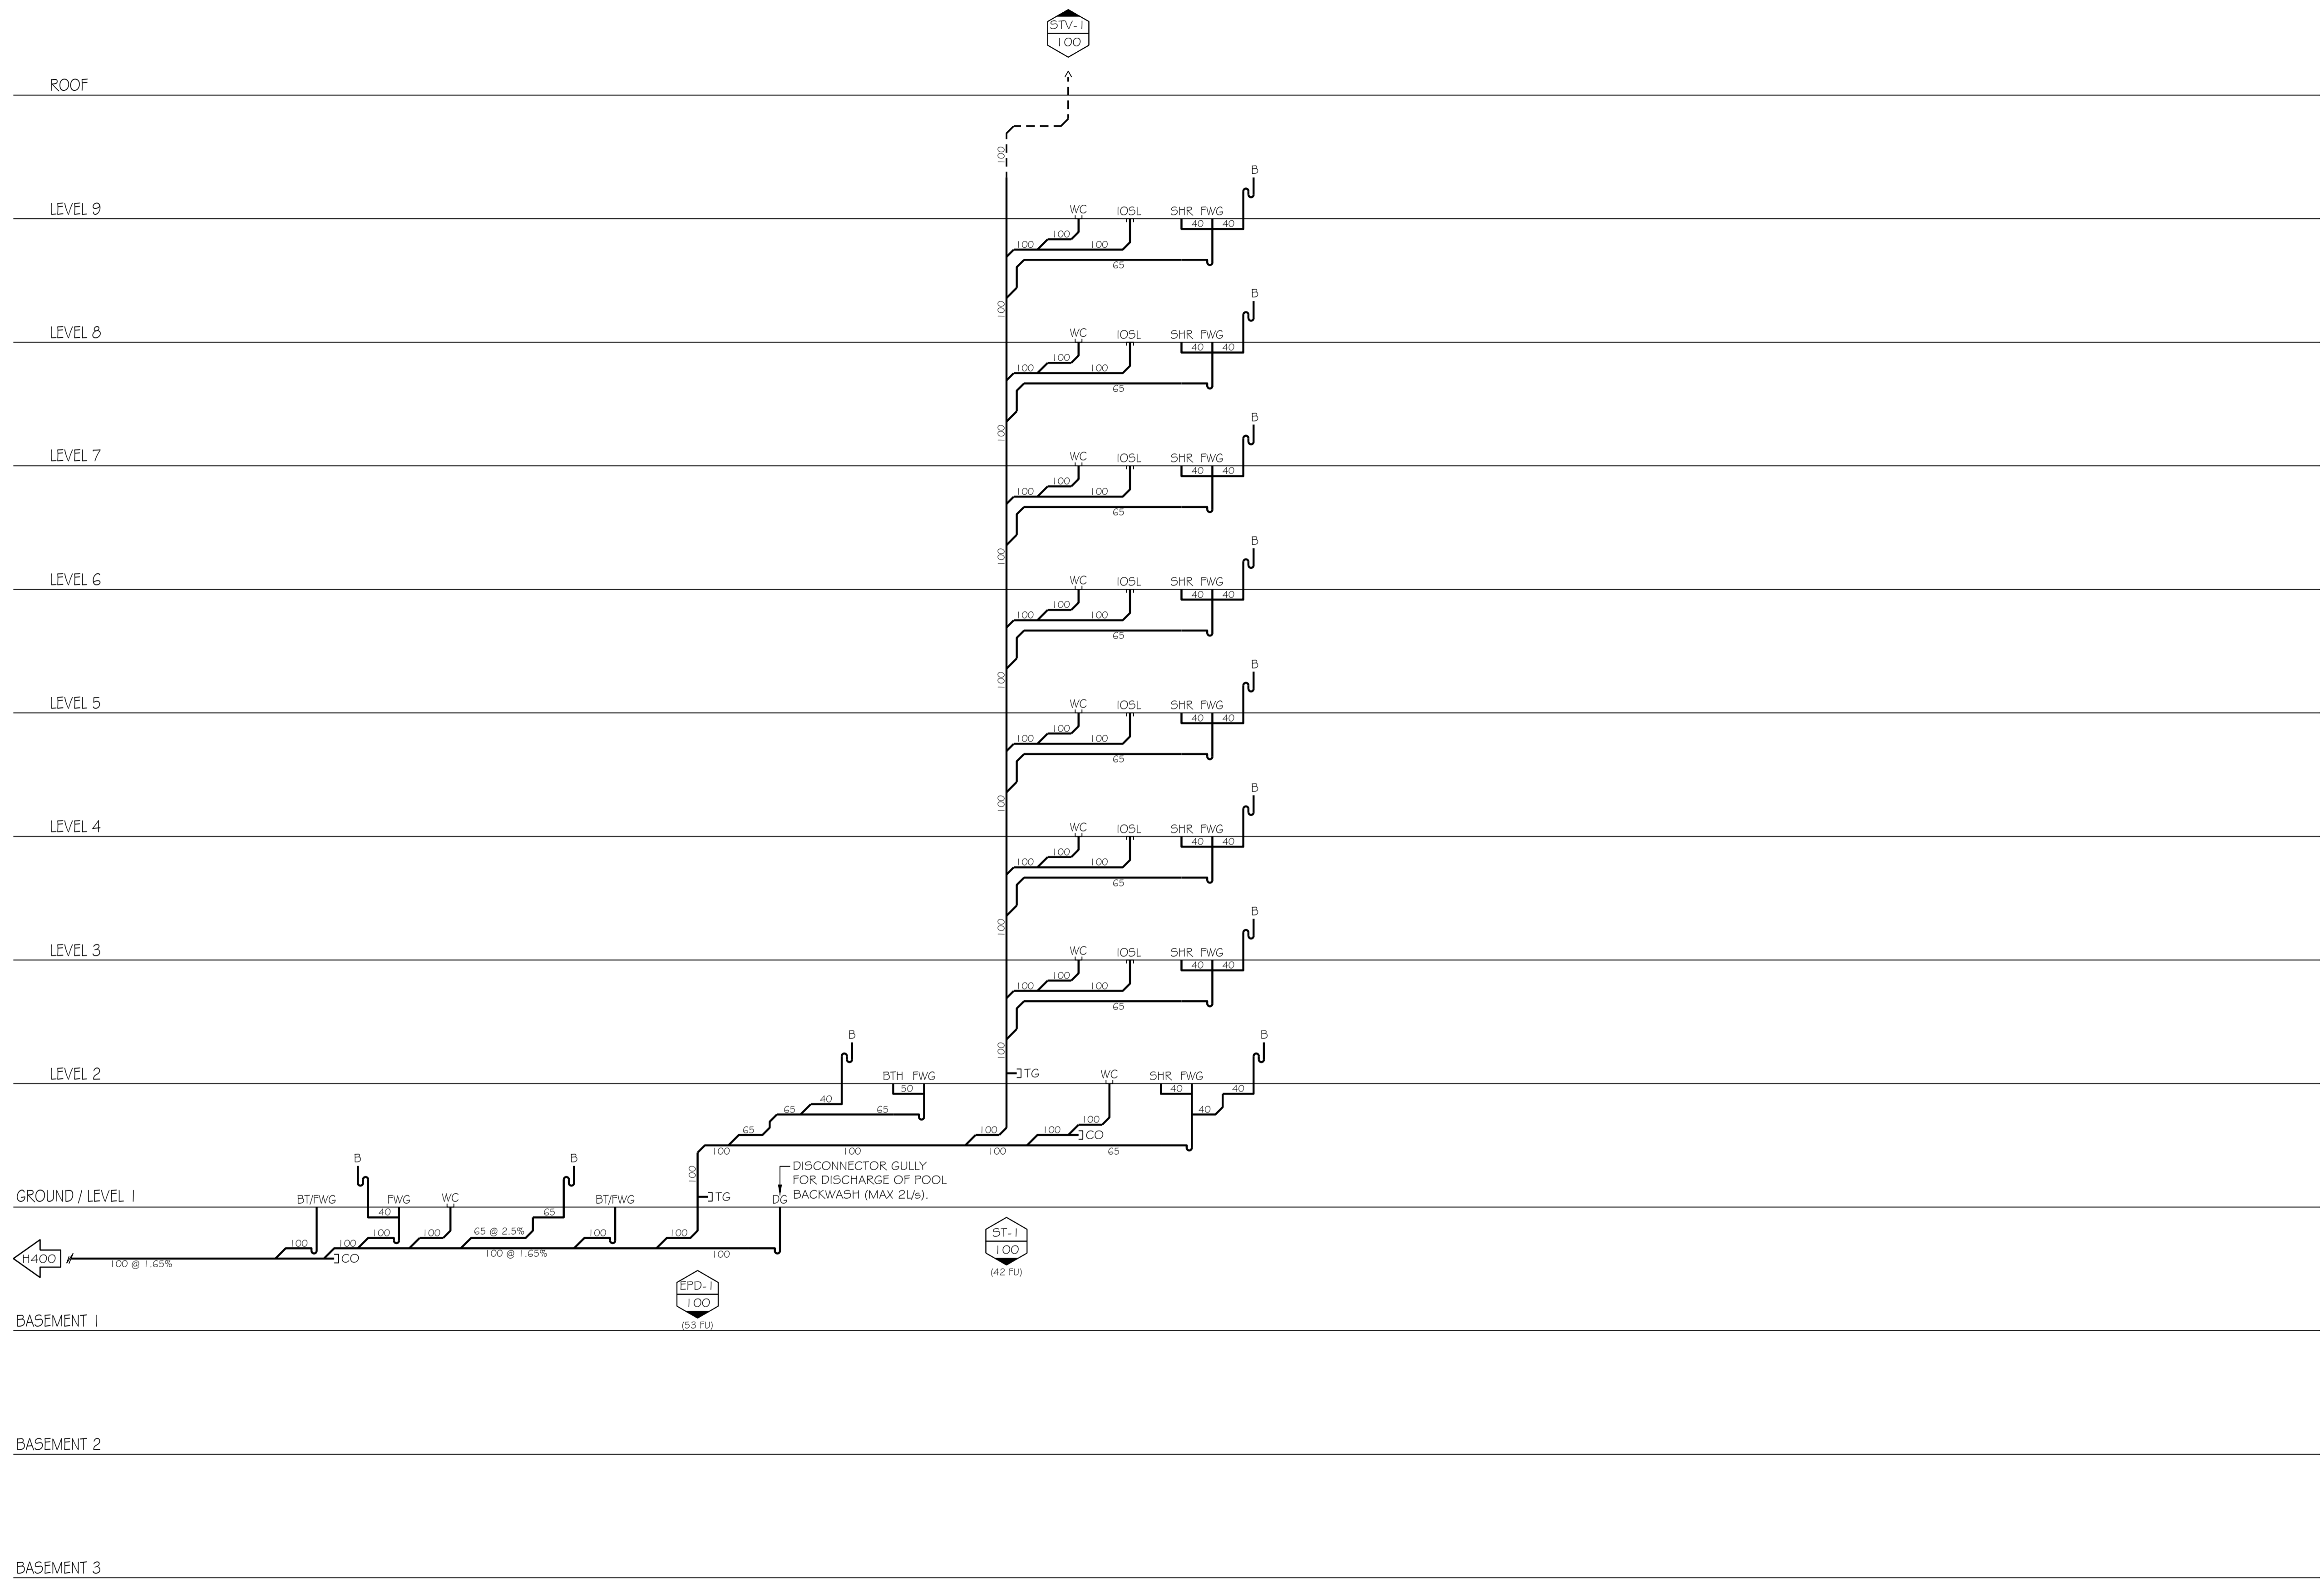 STV-1
100
ROOF
100
B
LEVEL 9
WC IOSL SHR FWG
40 40
100
100 100
65
100
B
LEVEL 8
WC IOSL SHR FWG
40 40
100
100 100
65
100
B
LEVEL 7
WC IOSL SHR FWG
40 40
100
100 100
65
100
B
LEVEL 6
WC IOSL SHR FWG
40 40
100
100 100
65
100
B
LEVEL 5
WC IOSL SHR FWG
40 40
100
100 100
65
100
B
LEVEL 4
WC IOSL SHR FWG
40 40
100
100 100
65
100
B
LEVEL 3
WC IOSL SHR FWG
40 40
100
100 100
65
100
B B
LEVEL 2
TG
BTH FWG WC SHR FWG
50 40 40
40
65 65 40
100
65 100 100 CO
100 100 100 65
B B
100
DISCONNECTOR GULLY
FOR DISCHARGE OF POOL
BACKWASH (MAX 2L/s).
GROUND / LEVEL 1
BT/FWG FWG WC BT/FWG TG DG
40 65
100 100 65 @ 2.5% 100 100
100 100
100 @ 1.65% 100
H400
CO
100 @ 1.65%
ST-1
100
(42 FU)
EPD-1
100
(53 FU)
BASEMENT 1
BASEMENT 2
BASEMENT 3